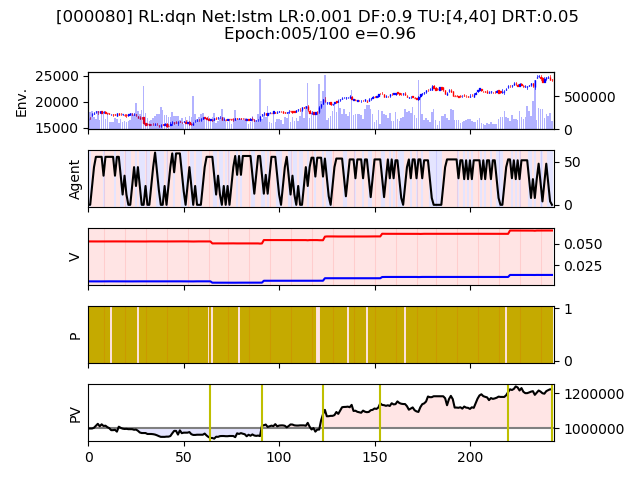 [000080] RL:dqn Net:lstm LR:0.001 DF:0.9 TU:[4,40] DRT:0.05
Epoch:005/100 e=0.96
25000
20000
15000
Env.
500000
0
Agent
50
0
V
0.050
0.025
P
1
0
PV
1200000
1000000
0 50 100 150 200